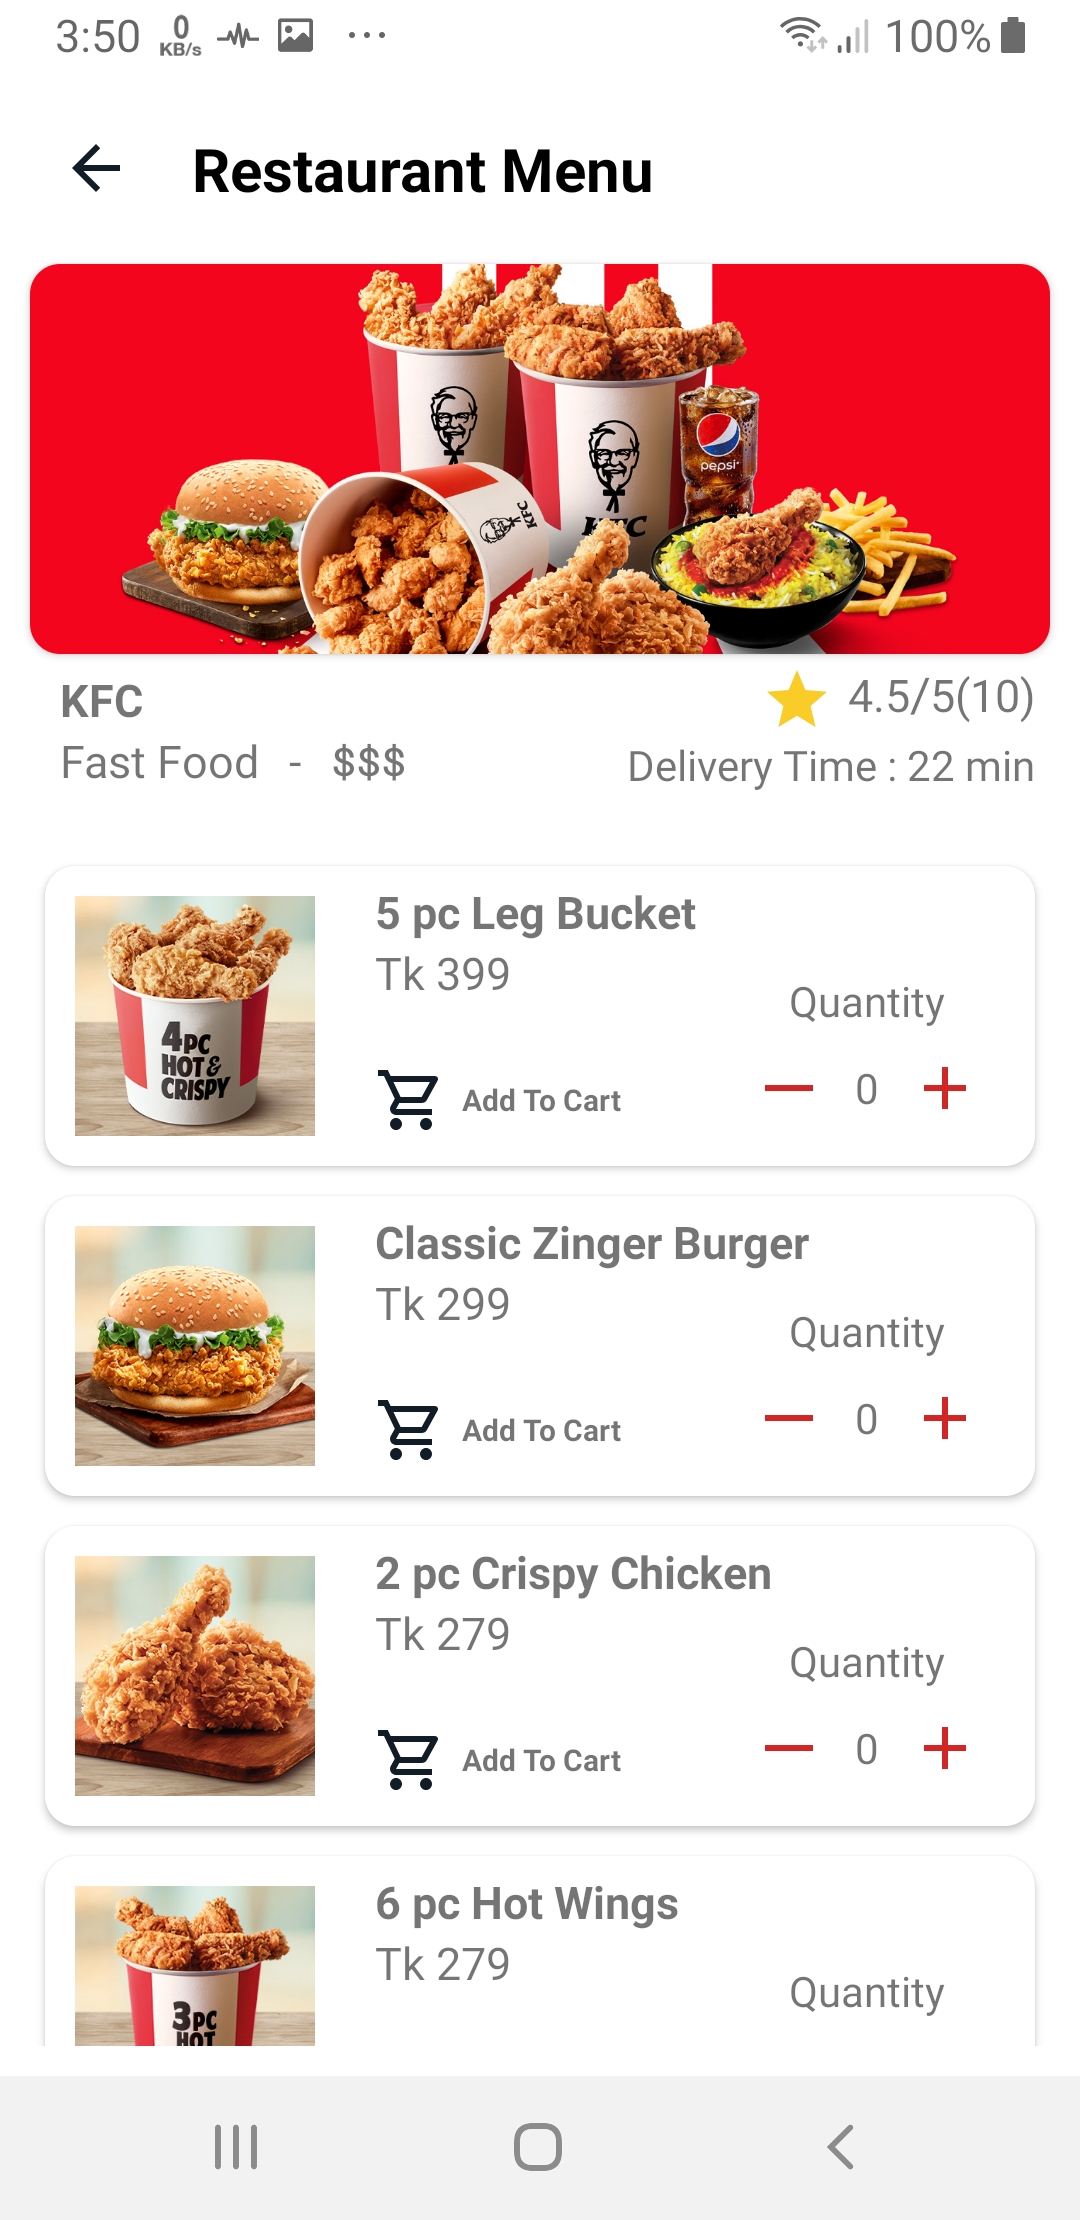 3:50 0 KB/s ... 100%
Restaurant Menu
pepsi
KFC
KFC
KFC 4.5/5(10)
Fast Food - $$$ Delivery Time : 22 min
5 pc Leg Bucket
Tk 399
Quantity
4PC
HOT &
CRISPY
Add To Cart — 0 +
Classic Zinger Burger
Tk 299
Quantity
Add To Cart — 0 +
2 pc Crispy Chicken
Tk 279
Quantity
Add To Cart — 0 +
6 pc Hot Wings
Tk 279
Quantity
3PC
HOT